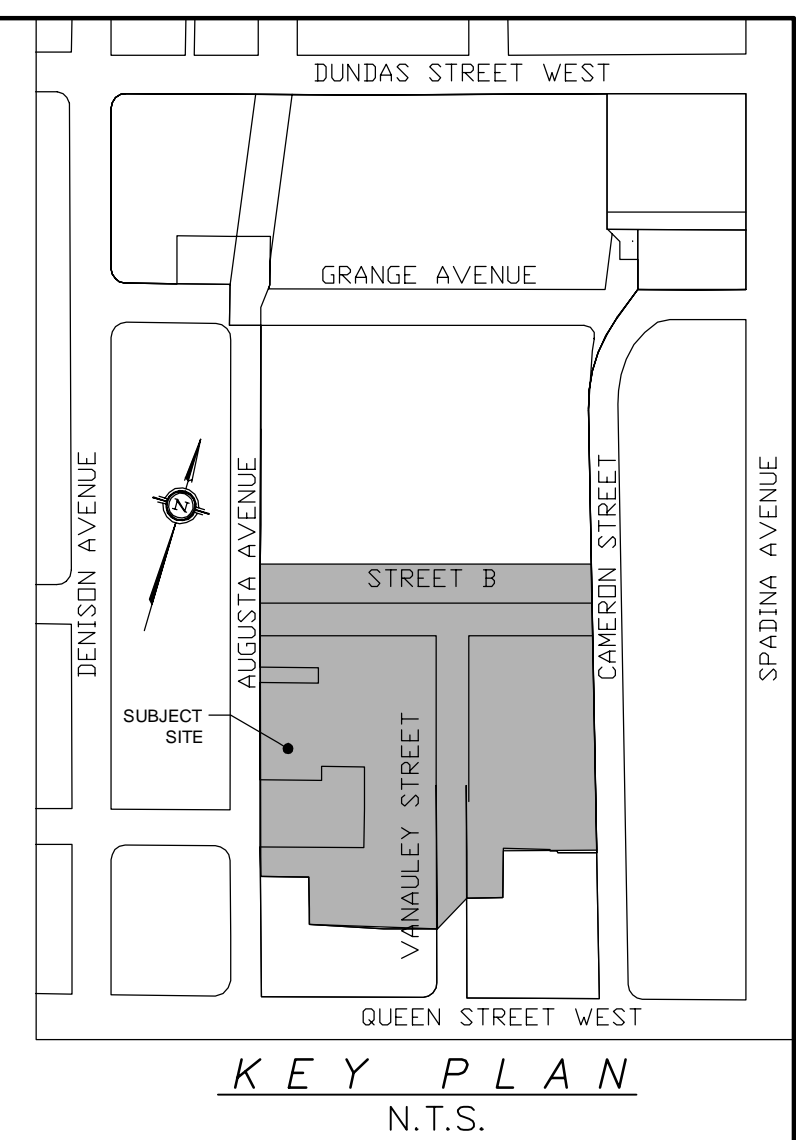 DUNDAS STREET WEST
GRANGE AVENUE
DENISON AVENUE
AUGUSTA AVENUE
CAMERON STREET
SPADINA AVENUE
N
STREET B
SUBJECT
SITE
VANAULEY STREET
QUEEN STREET WEST
KEY PLAN
N.T.S.